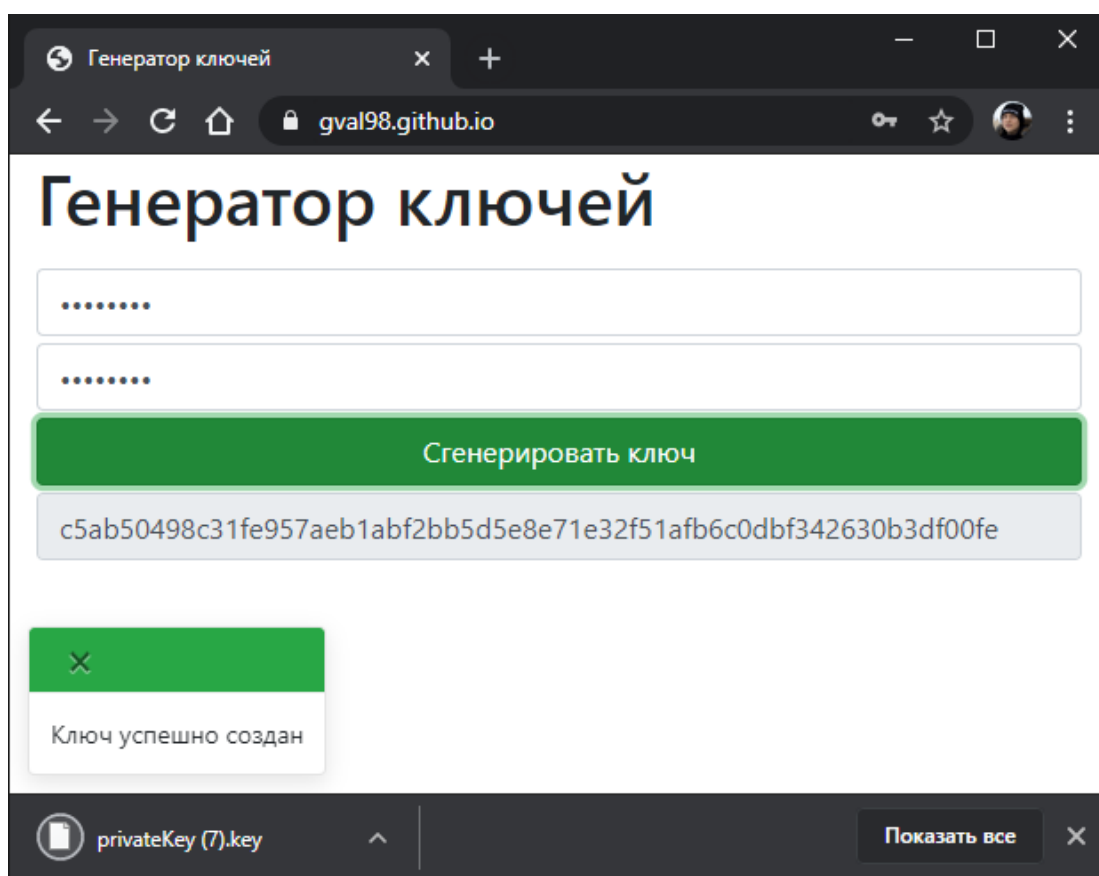 Генератор ключей
gval98.github.io
Генератор ключей
••••••••
••••••••
Сгенерировать ключ
c5ab50498c31fe957aeb1abf2bb5d5e8e71e32f51afb6c0dbf342630b3df00fe
Ключ успешно создан
privateKey (7).key
Показать все